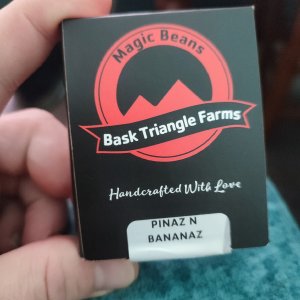 Magic Beans
Bask Triangle Farms
Handcrafted With Love
PINAZ N
BANANAZ